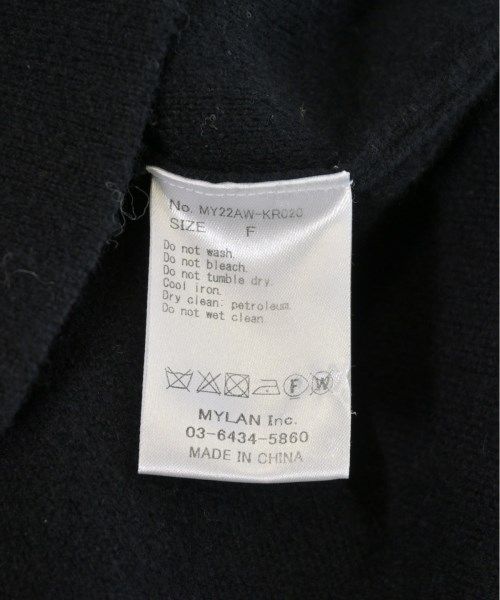 No. MY22AW-KR020
SIZE F
Do not wash.
Do not bleach.
Do not tumble dry.
Cool iron.
Dry clean: petroleum.
Do not wet clean.
F W
MYLAN Inc.
03-6434-5860
MADE IN CHINA